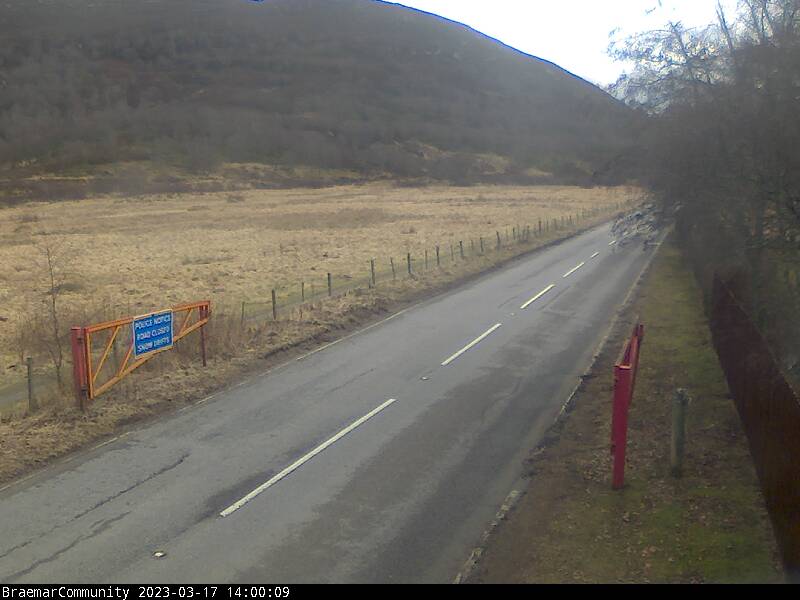 POLICE NOTICE
ROAD CLOSED
SNOW DRIFTS
BraemarCommunity 2023-03-17 14:00:09